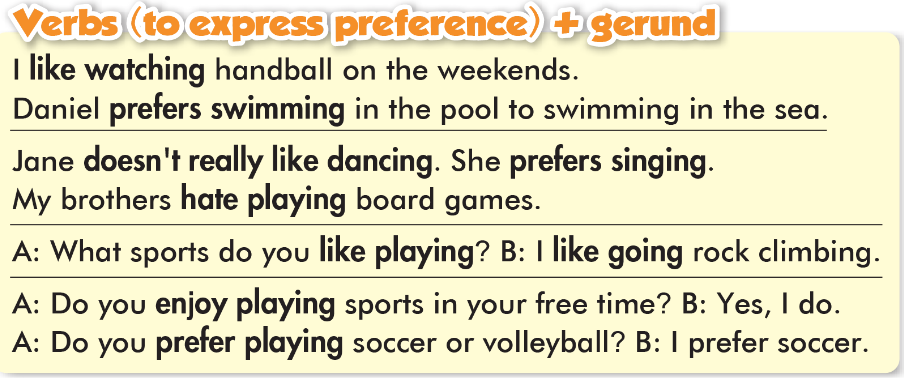 Verbs (to express preference) + gerund
I like watching handball on the weekends.
Daniel prefers swimming in the pool to swimming in the sea.
Jane doesn't really like dancing. She prefers singing.
My brothers hate playing board games.
A: What sports do you like playing? B: I like going rock climbing.
A: Do you enjoy playing sports in your free time? B: Yes, I do.
A: Do you prefer playing soccer or volleyball? B: I prefer soccer.